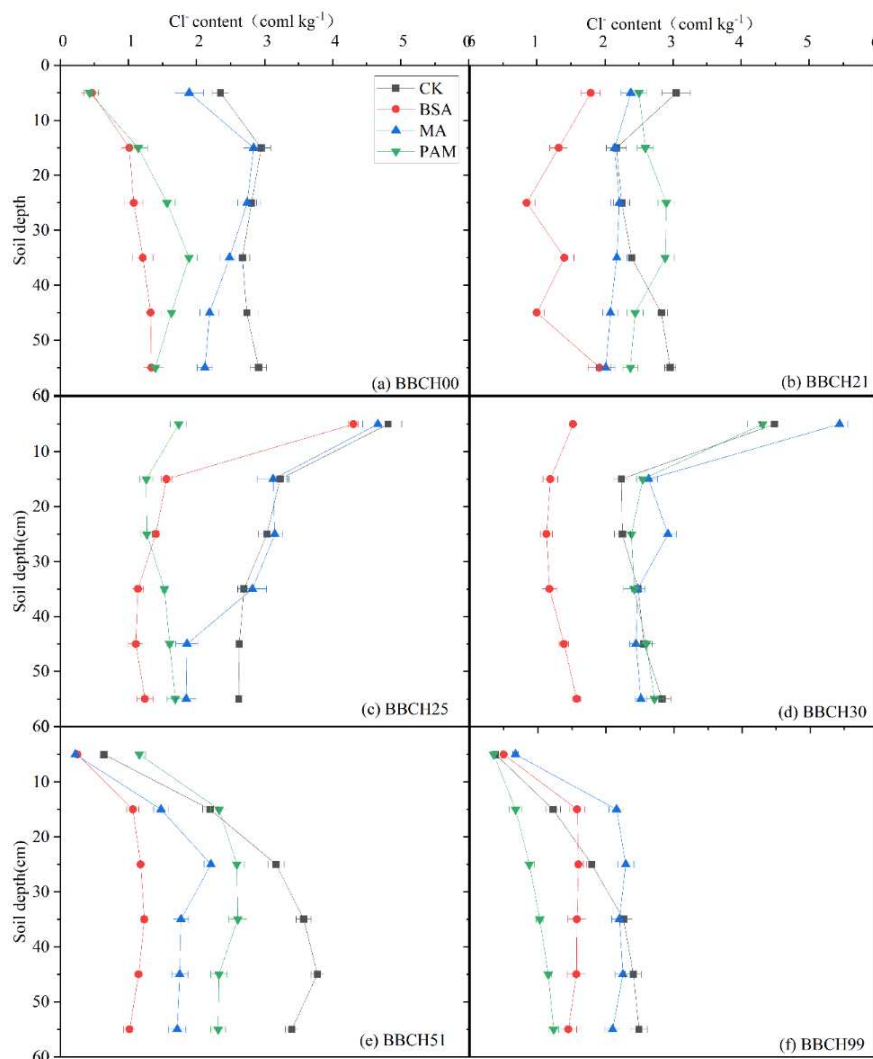 Cl⁻ content（coml kg⁻¹） Cl⁻ content（coml kg⁻¹）
0 1 2 3 4 5 6 0 1 2 3 4 5 6
0
10
20
30
40
50
60
Soil depth
CK
BSA
MA
PAM
(a) BBCH00
(b) BBCH21
10
20
30
40
50
60
Soil depth(cm)
(c) BBCH25
(d) BBCH30
10
20
30
40
50
60
Soil depth(cm)
(e) BBCH51
(f) BBCH99